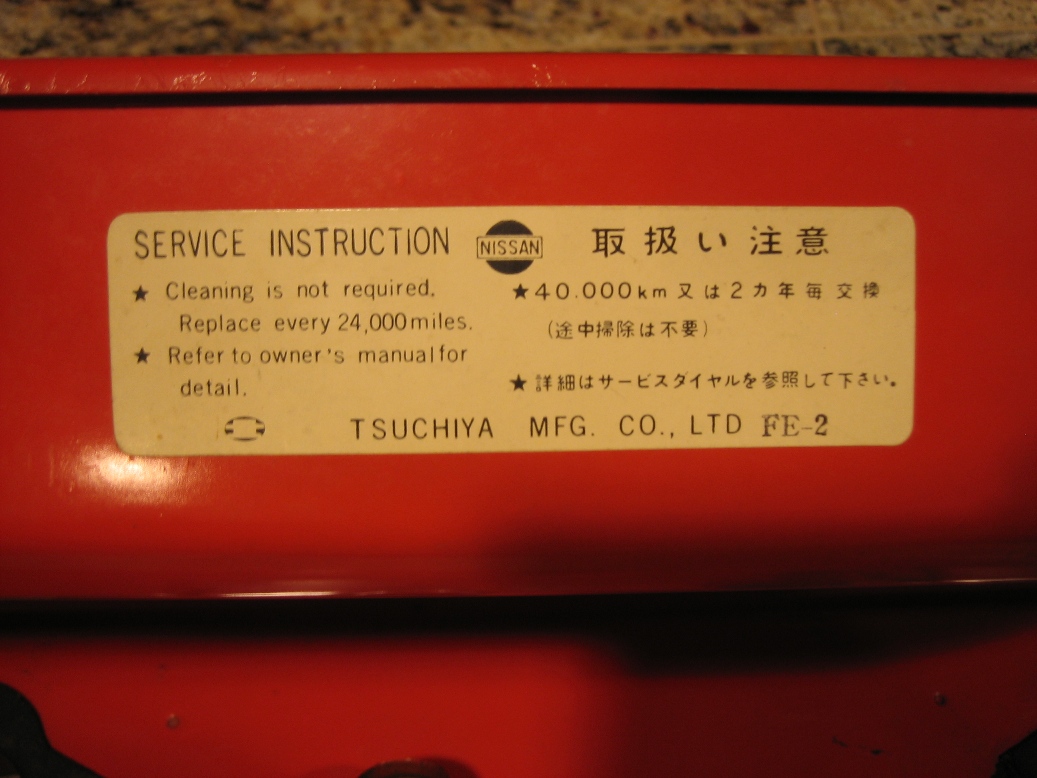 SERVICE INSTRUCTION
★ Cleaning is not required.
Replace every 24,000miles.
★ Refer to owner's manual for
detail.
NISSAN
取扱い注意
★40.000km又は2カ年毎交換
(途中掃除は不要)
★詳細はサービスダイヤルを参照して下さい。
TSUCHIYA MFG. CO., LTD FE-2